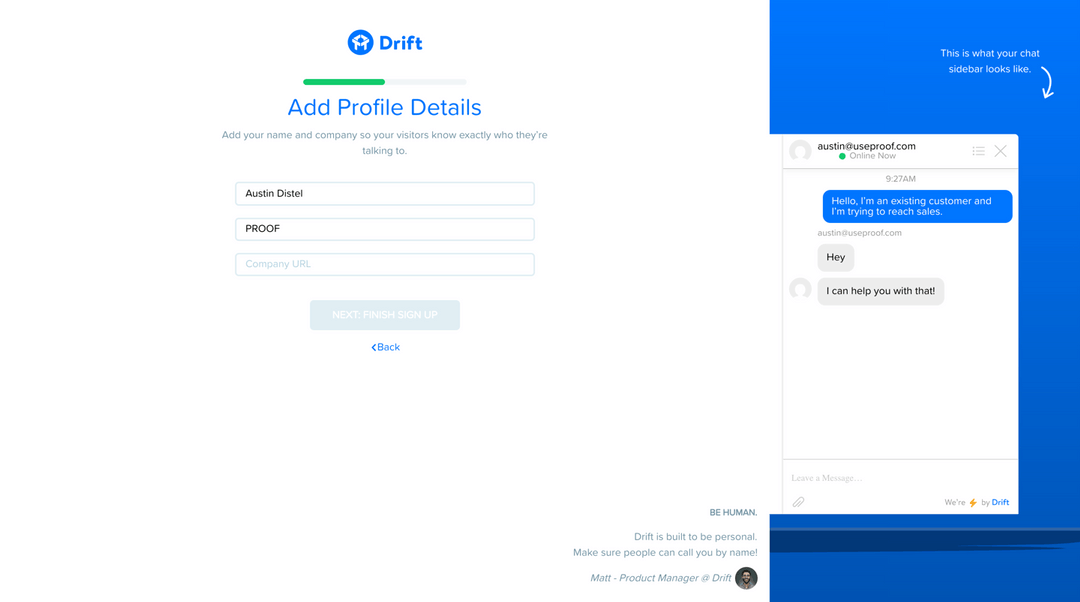 Drift
Add Profile Details
Add your name and company so your visitors know exactly who they're
talking to.
Austin Distel
PROOF
Company URL
NEXT: FINISH SIGN UP
Back
BE HUMAN.
Drift is built to be personal.
Make sure people can call you by name!
Matt - Product Manager @ Drift
This is what your chat
sidebar looks like.
austin@useproof.com
Online Now
9:27AM
Hello, I'm an existing customer and
I'm trying to reach sales.
austin@useproof.com
Hey
I can help you with that!
Leave a Message...
We're ⚡ by Drift